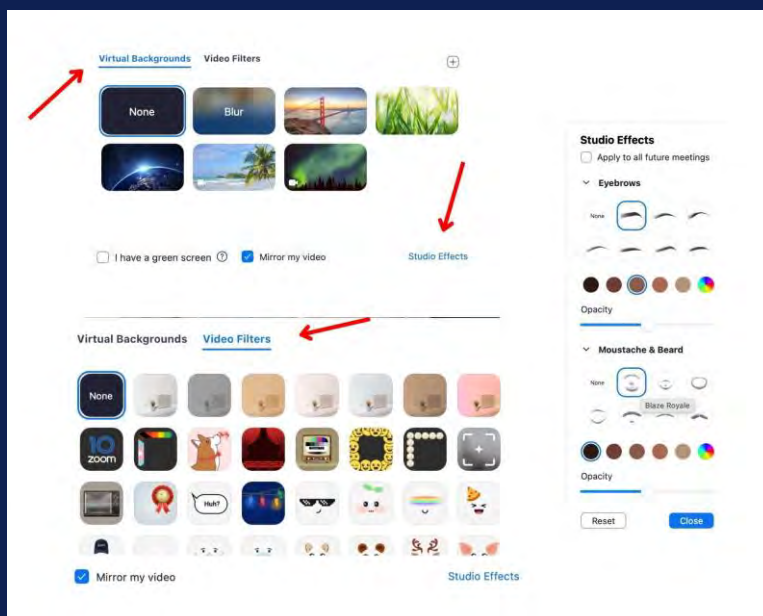 Virtual Backgrounds Video Filters
None Blur
I have a green screen ? Mirror my video Studio Effects
Virtual Backgrounds Video Filters
None
10 zoom
Huh?
Mirror my video Studio Effects
Studio Effects
Apply to all future meetings
Eyebrows
None
Opacity
Moustache & Beard
None
Blaze Royale
Opacity
Reset Close